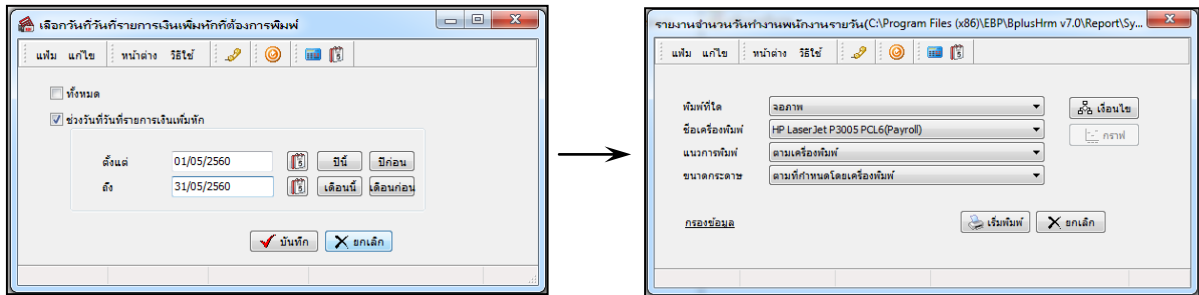 เลือกวันที่วันที่รายการเงินเพิ่มหักที่ต้องการพิมพ์
แฟ้ม แก้ไข หน้าต่าง วิธีใช้
ทั้งหมด
ช่วงวันที่วันที่รายการเงินเพิ่มหัก
ตั้งแต่ 01/05/2560 ปีนี้ ปีก่อน
ถึง 31/05/2560 เดือนนี้ เดือนก่อน
บันทึก ยกเลิก
รายงานจำนวนวันทำงานพนักงานรายวัน(C:\Program Files (x86)\EBP\BplusHrm v7.0\Report\Sy...
แฟ้ม แก้ไข หน้าต่าง วิธีใช้
พิมพ์ที่ใด จอภาพ เงื่อนไข
ชื่อเครื่องพิมพ์ HP LaserJet P3005 PCL6(Payroll) กราฟ
แนวการพิมพ์ ตามเครื่องพิมพ์
ขนาดกระดาษ ตามที่กำหนดโดยเครื่องพิมพ์
กรองข้อมูล เริ่มพิมพ์ ยกเลิก